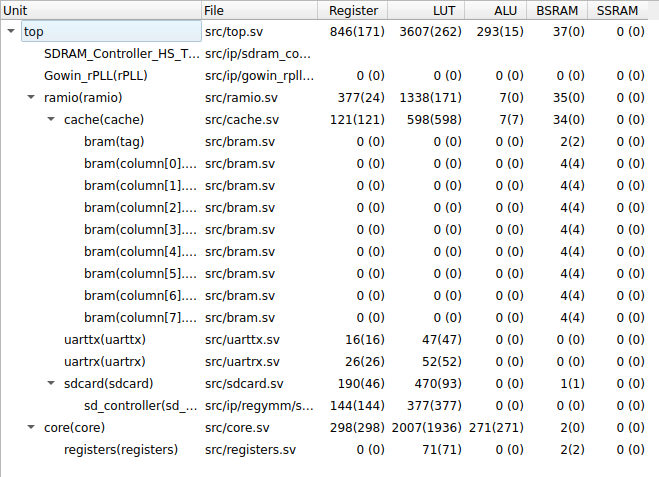 Unit File Register LUT ALU BSRAM SSRAM
top src/top.sv 846(171) 3607(262) 293(15) 37(0) 0 (0)
SDRAM_Controller_HS_T... src/ip/sdram_co...
Gowin_rPLL(rPLL) src/ip/gowin_rpll... 0 (0) 0 (0) 0 (0) 0 (0) 0 (0)
ramio(ramio) src/ramio.sv 377(24) 1338(171) 7(0) 35(0) 0 (0)
cache(cache) src/cache.sv 121(121) 598(598) 7(7) 34(0) 0 (0)
bram(tag) src/bram.sv 0 (0) 0 (0) 0 (0) 2(2) 0 (0)
bram(column[0].... src/bram.sv 0 (0) 0 (0) 0 (0) 4(4) 0 (0)
bram(column[1].... src/bram.sv 0 (0) 0 (0) 0 (0) 4(4) 0 (0)
bram(column[2].... src/bram.sv 0 (0) 0 (0) 0 (0) 4(4) 0 (0)
bram(column[3].... src/bram.sv 0 (0) 0 (0) 0 (0) 4(4) 0 (0)
bram(column[4].... src/bram.sv 0 (0) 0 (0) 0 (0) 4(4) 0 (0)
bram(column[5].... src/bram.sv 0 (0) 0 (0) 0 (0) 4(4) 0 (0)
bram(column[6].... src/bram.sv 0 (0) 0 (0) 0 (0) 4(4) 0 (0)
bram(column[7].... src/bram.sv 0 (0) 0 (0) 0 (0) 4(4) 0 (0)
uarttx(uarttx) src/uarttx.sv 16(16) 47(47) 0 (0) 0 (0) 0 (0)
uartrx(uartrx) src/uartrx.sv 26(26) 52(52) 0 (0) 0 (0) 0 (0)
sdcard(sdcard) src/sdcard.sv 190(46) 470(93) 0 (0) 1(1) 0 (0)
sd_controller(sd_... src/ip/regymm/s... 144(144) 377(377) 0 (0) 0 (0) 0 (0)
core(core) src/core.sv 298(298) 2007(1936) 271(271) 2(0) 0 (0)
registers(registers) src/registers.sv 0 (0) 71(71) 0 (0) 2(2) 0 (0)